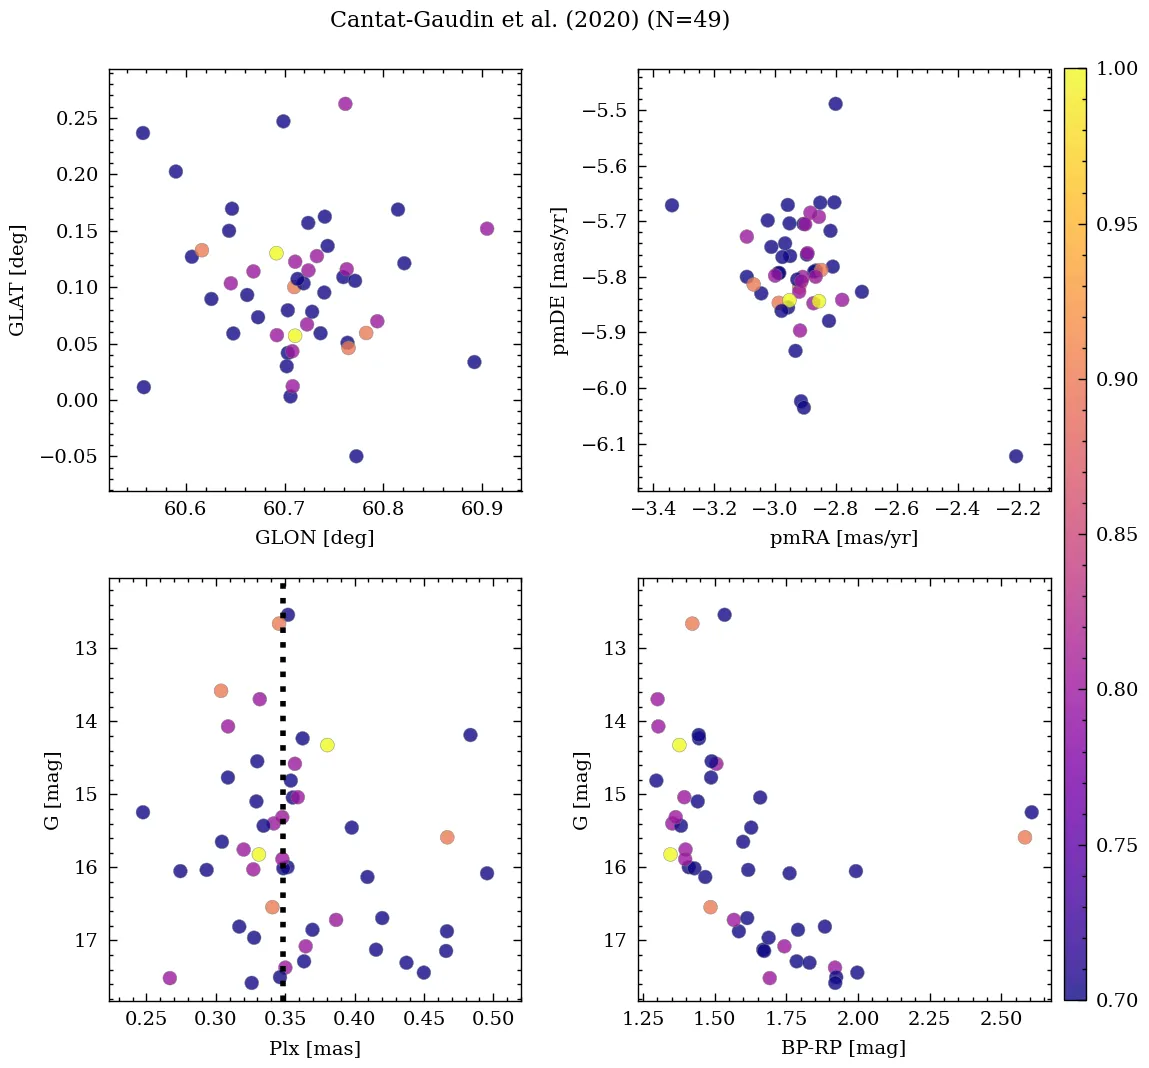 Cantat-Gaudin et al. (2020) (N=49)
0.25
0.20
0.15
0.10
0.05
0.00
−0.05
GLAT [deg]
60.6 60.7 60.8 60.9
GLON [deg]
−5.5
−5.6
−5.7
−5.8
−5.9
−6.0
−6.1
pmDE [mas/yr]
−3.4 −3.2 −3.0 −2.8 −2.6 −2.4 −2.2
pmRA [mas/yr]
13
14
15
16
17
G [mag]
0.25 0.30 0.35 0.40 0.45 0.50
Plx [mas]
13
14
15
16
17
G [mag]
1.25 1.50 1.75 2.00 2.25 2.50
BP-RP [mag]
1.00
0.95
0.90
0.85
0.80
0.75
0.70